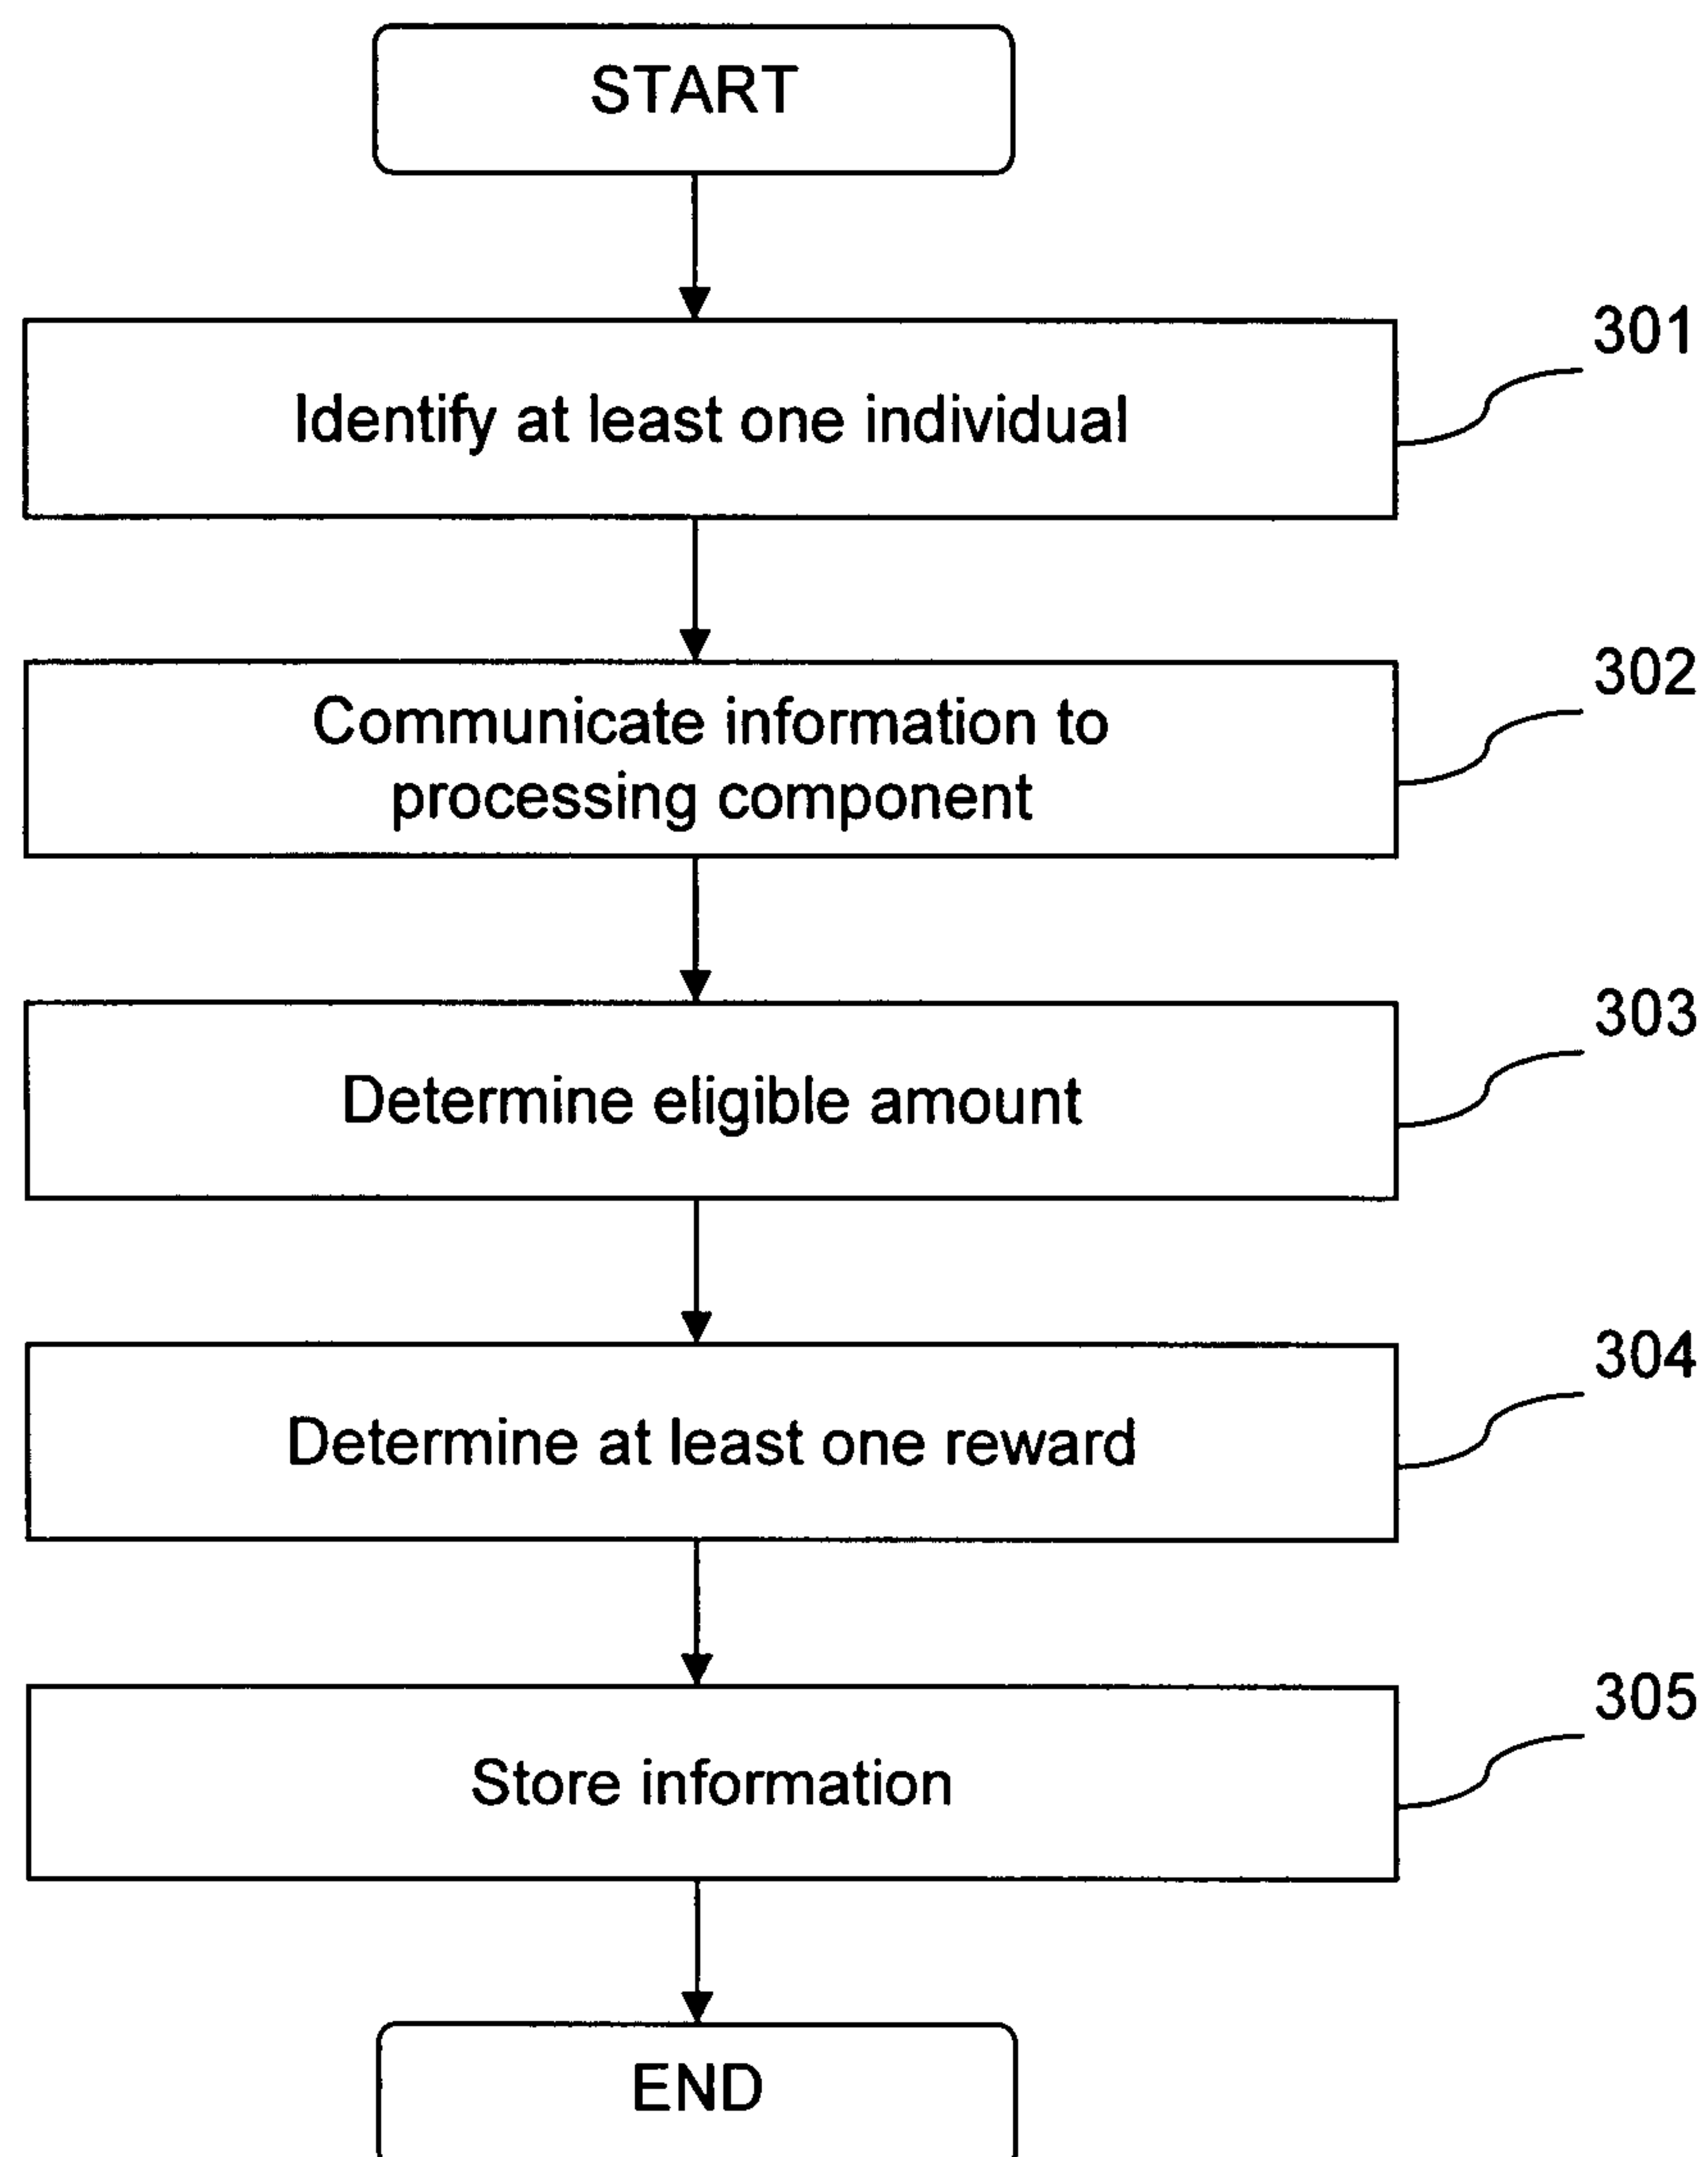 START
301
Identify at least one individual
302
Communicate information to
processing component
303
Determine eligible amount
304
Determine at least one reward
305
Store information
END